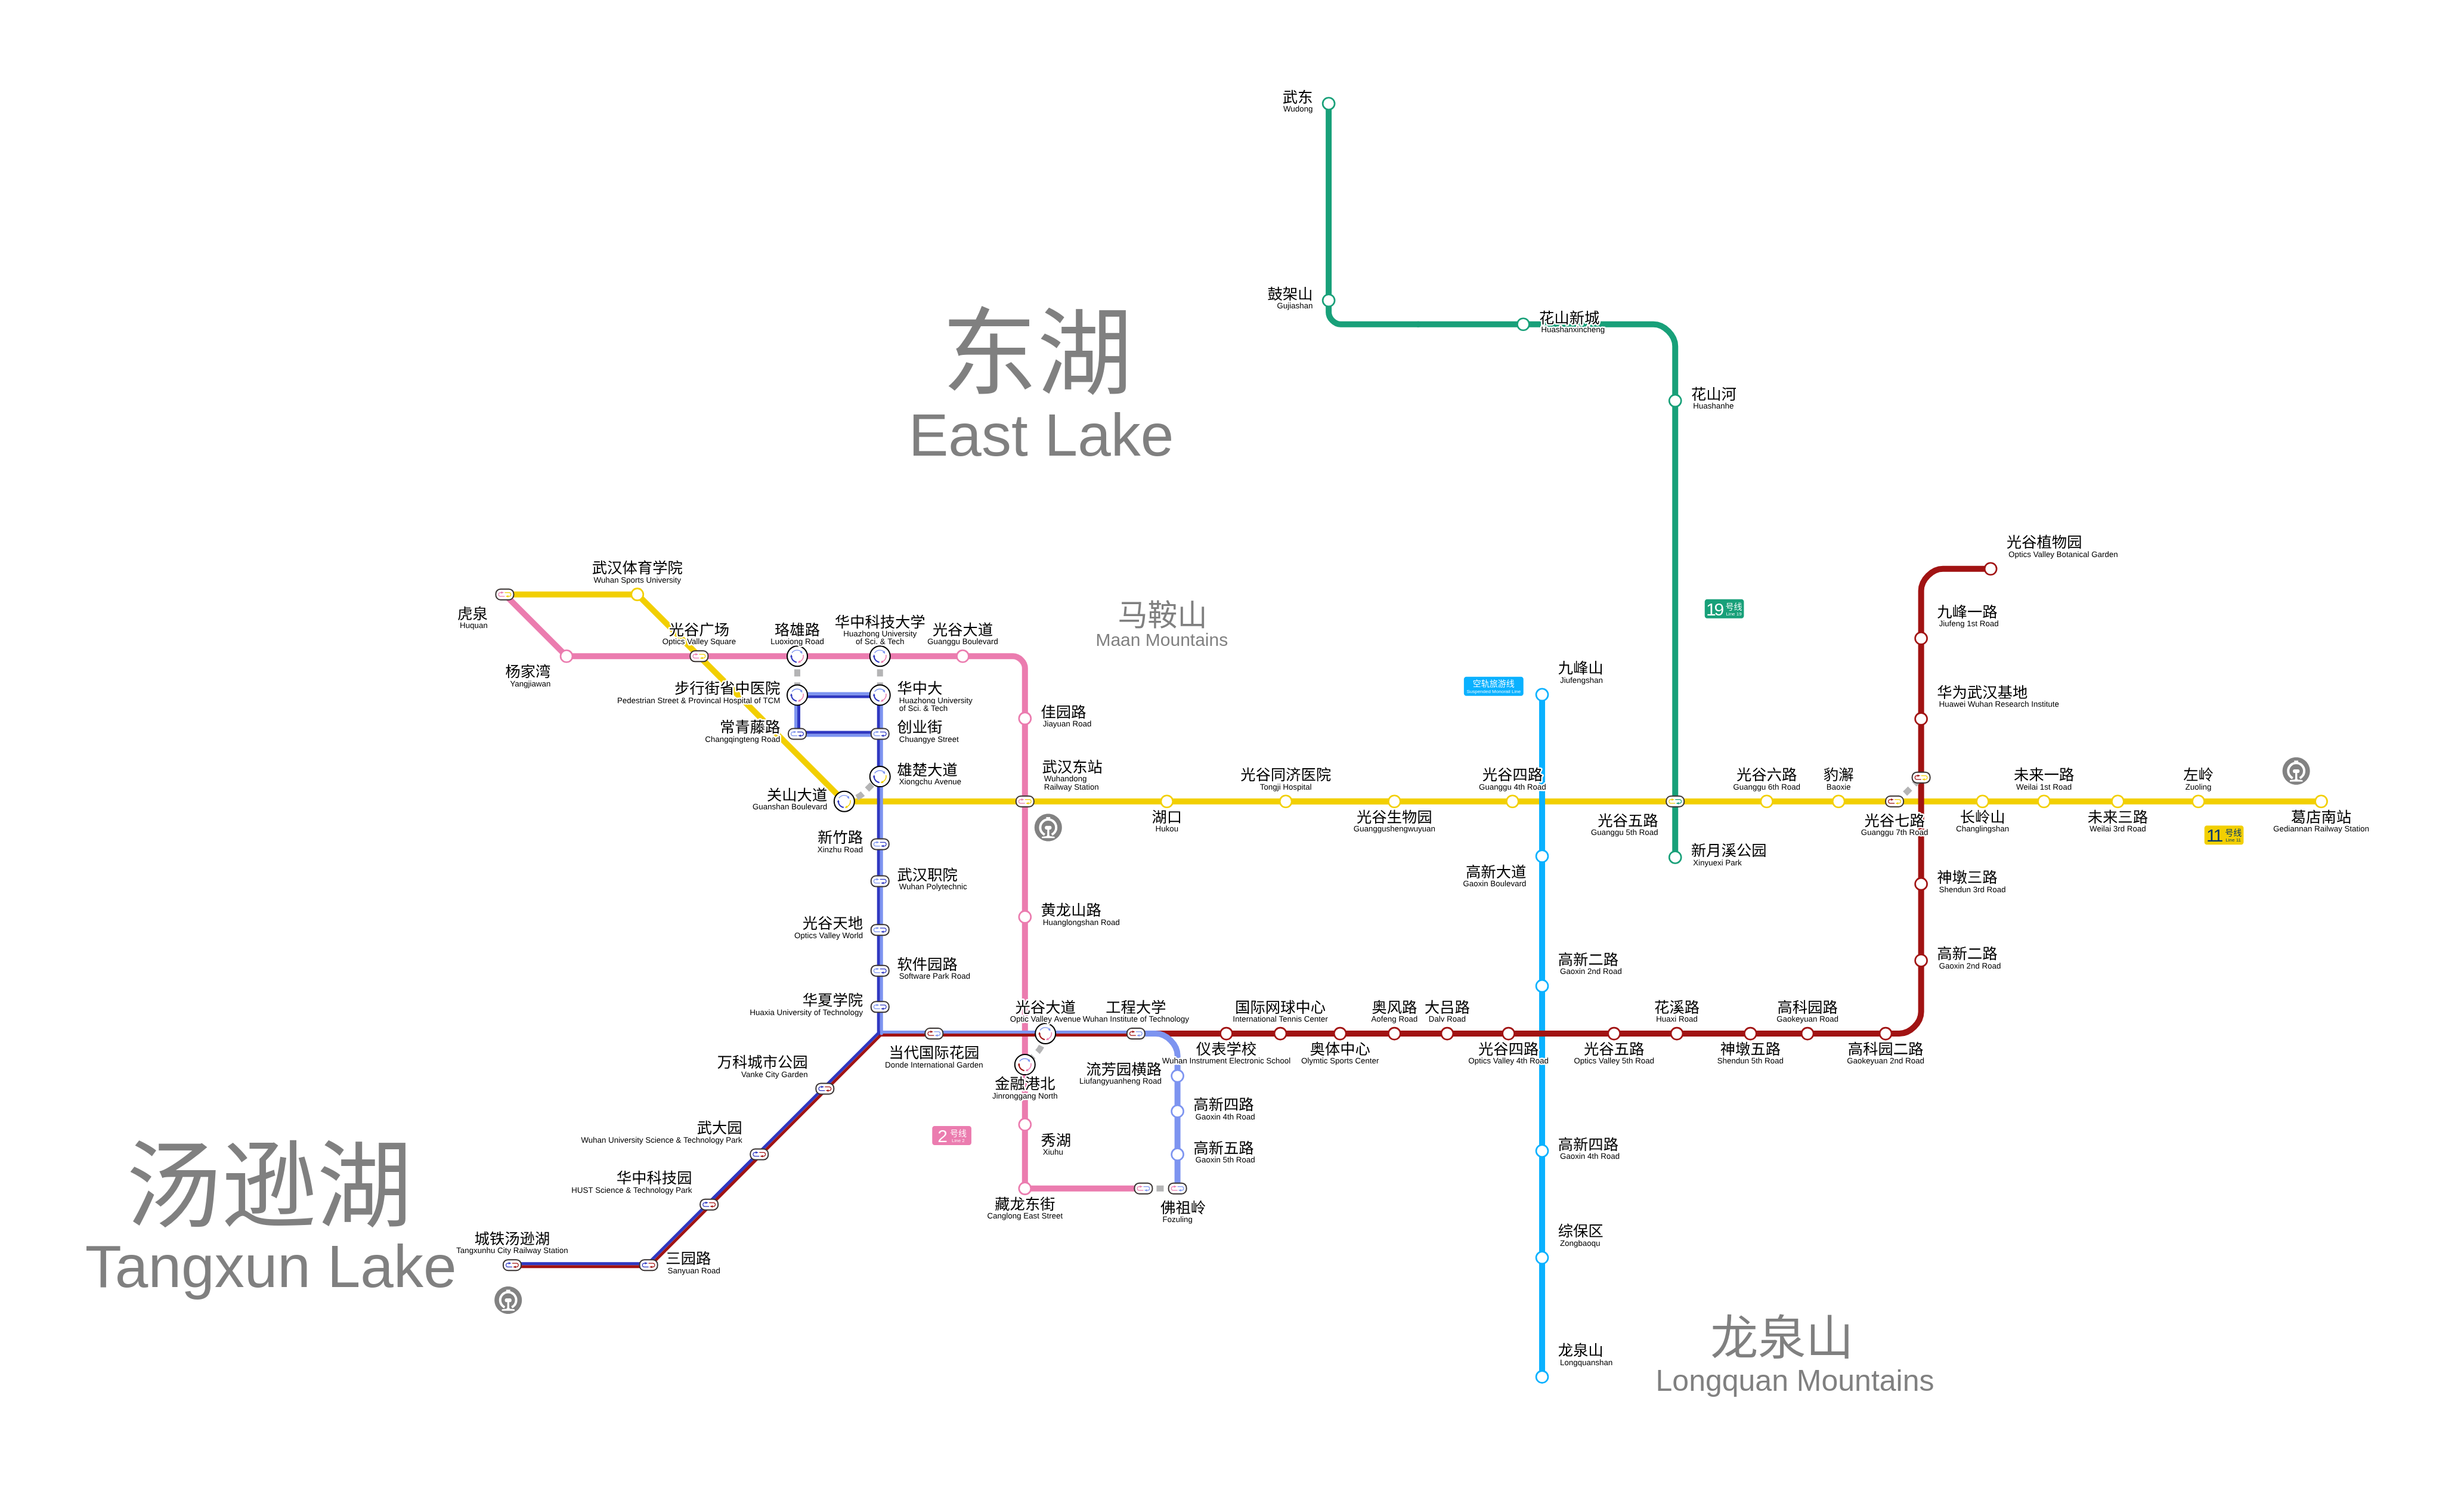 武东
Wudong
鼓架山
Gujiashan
花山新城
Huashanxincheng
东湖
East Lake
花山河
Huashanhe
光谷植物园
Optics Valley Botanical Garden
武汉体育学院
Wuhan Sports University
虎泉
Huquan
马鞍山
Maan Mountains
19 号线
Line 19
九峰一路
Jiufeng 1st Road
光谷广场
Optics Valley Square
珞雄路
Luoxiong Road
华中科技大学
Huazhong University
of Sci. & Tech
光谷大道
Guanggu Boulevard
杨家湾
Yangjiawan
九峰山
Jiufengshan
空轨旅游线
Suspended Monorail Line
步行街省中医院
Pedestrian Street & Provincal Hospital of TCM
华中大
Huazhong University
of Sci. & Tech
华为武汉基地
Huawei Wuhan Research Institute
佳园路
Jiayuan Road
常青藤路
Changqingteng Road
创业街
Chuangye Street
雄楚大道
Xiongchu Avenue
武汉东站
Wuhandong
Railway Station
光谷同济医院
Tongji Hospital
光谷四路
Guanggu 4th Road
光谷六路
Guanggu 6th Road
豹澥
Baoxie
未来一路
Weilai 1st Road
左岭
Zuoling
关山大道
Guanshan Boulevard
湖口
Hukou
光谷生物园
Guanggushengwuyuan
光谷五路
Guanggu 5th Road
光谷七路
Guanggu 7th Road
长岭山
Changlingshan
未来三路
Weilai 3rd Road
葛店南站
Gediannan Railway Station
11 号线
Line 11
新竹路
Xinzhu Road
新月溪公园
Xinyuexi Park
武汉职院
Wuhan Polytechnic
高新大道
Gaoxin Boulevard
神墩三路
Shendun 3rd Road
光谷天地
Optics Valley World
黄龙山路
Huanglongshan Road
软件园路
Software Park Road
高新二路
Gaoxin 2nd Road
高新二路
Gaoxin 2nd Road
华夏学院
Huaxia University of Technology
光谷大道
Optic Valley Avenue
工程大学
Wuhan Institute of Technology
国际网球中心
International Tennis Center
奥风路
Aofeng Road
大吕路
Dalv Road
花溪路
Huaxi Road
高科园路
Gaokeyuan Road
当代国际花园
Donde International Garden
仪表学校
Wuhan Instrument Electronic School
奥体中心
Olymtic Sports Center
光谷四路
Optics Valley 4th Road
光谷五路
Optics Valley 5th Road
神墩五路
Shendun 5th Road
高科园二路
Gaokeyuan 2nd Road
万科城市公园
Vanke City Garden
金融港北
Jinronggang North
流芳园横路
Liufangyuanheng Road
高新四路
Gaoxin 4th Road
武大园
Wuhan University Science & Technology Park
2 号线
Line 2
秀湖
Xiuhu
高新五路
Gaoxin 5th Road
高新四路
Gaoxin 4th Road
汤逊湖
Tangxun Lake
华中科技园
HUST Science & Technology Park
藏龙东街
Canglong East Street
佛祖岭
Fozuling
城铁汤逊湖
Tangxunhu City Railway Station
三园路
Sanyuan Road
综保区
Zongbaoqu
龙泉山
Longquanshan
龙泉山
Longquan Mountains